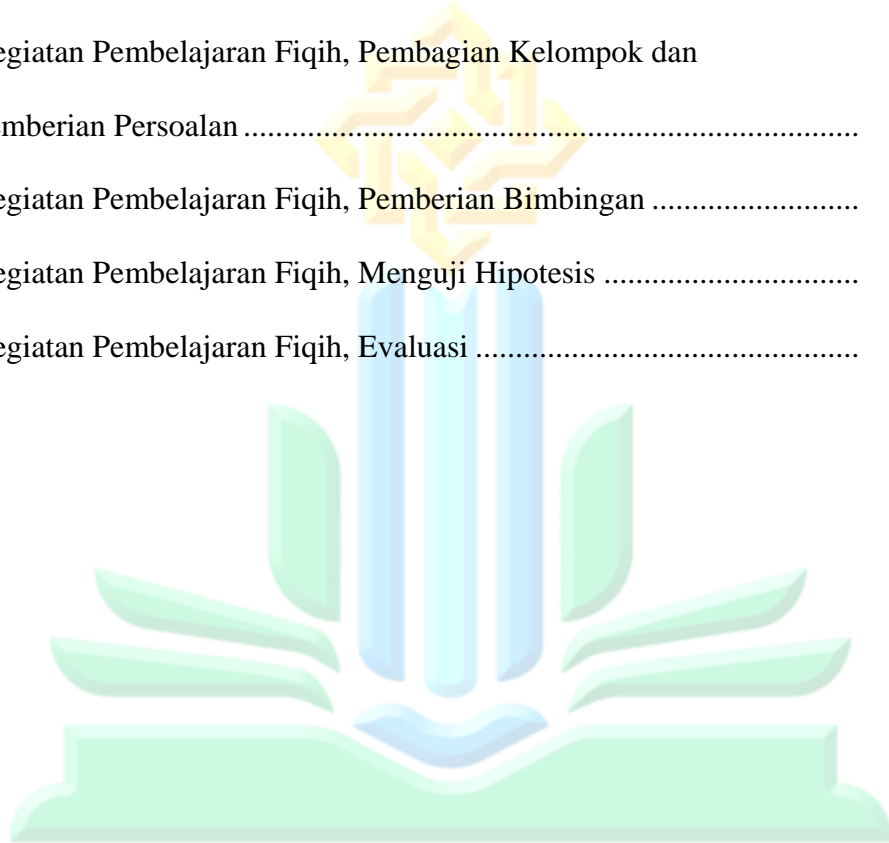 egiatan Pembelajaran Fiqih, Pembagian Kelompok dan
emberian Persoalan ..............................................................................
egiatan Pembelajaran Fiqih, Pemberian Bimbingan ..........................
egiatan Pembelajaran Fiqih, Menguji Hipotesis ................................
egiatan Pembelajaran Fiqih, Evaluasi ................................................